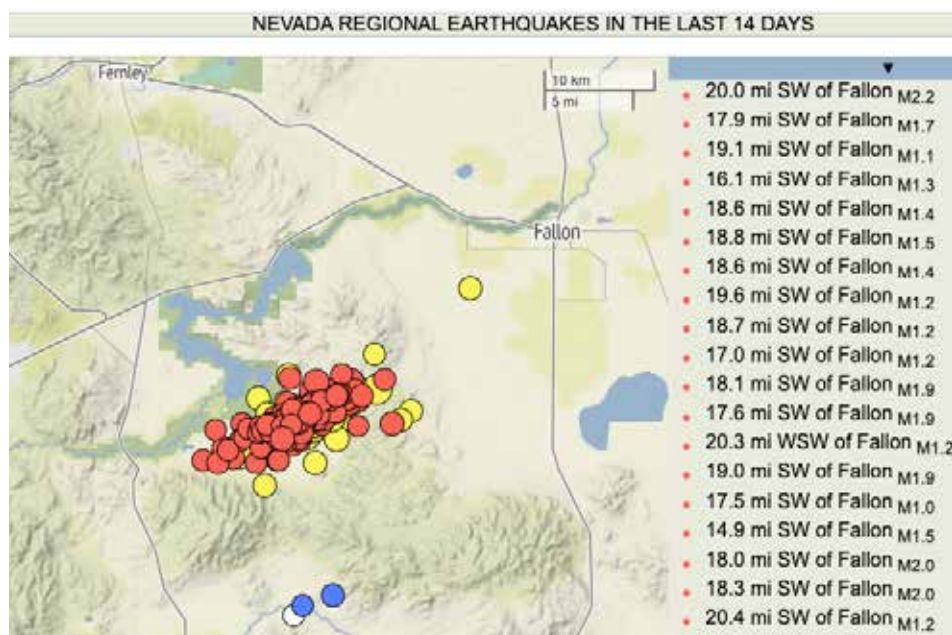 NEVADA REGIONAL EARTHQUAKES IN THE LAST 14 DAYS
Fernley
10 km
5 mi
Fallon
20.0 mi SW of Fallon M2.2
17.9 mi SW of Fallon M1.7
19.1 mi SW of Fallon M1.1
16.1 mi SW of Fallon M1.3
18.6 mi SW of Fallon M1.4
18.8 mi SW of Fallon M1.5
18.6 mi SW of Fallon M1.4
19.6 mi SW of Fallon M1.2
18.7 mi SW of Fallon M1.2
17.0 mi SW of Fallon M1.2
18.1 mi SW of Fallon M1.9
17.6 mi SW of Fallon M1.9
20.3 mi WSW of Fallon M1.2
19.0 mi SW of Fallon M1.9
17.5 mi SW of Fallon M1.0
14.9 mi SW of Fallon M1.5
18.0 mi SW of Fallon M2.0
18.3 mi SW of Fallon M2.0
20.4 mi SW of Fallon M1.2